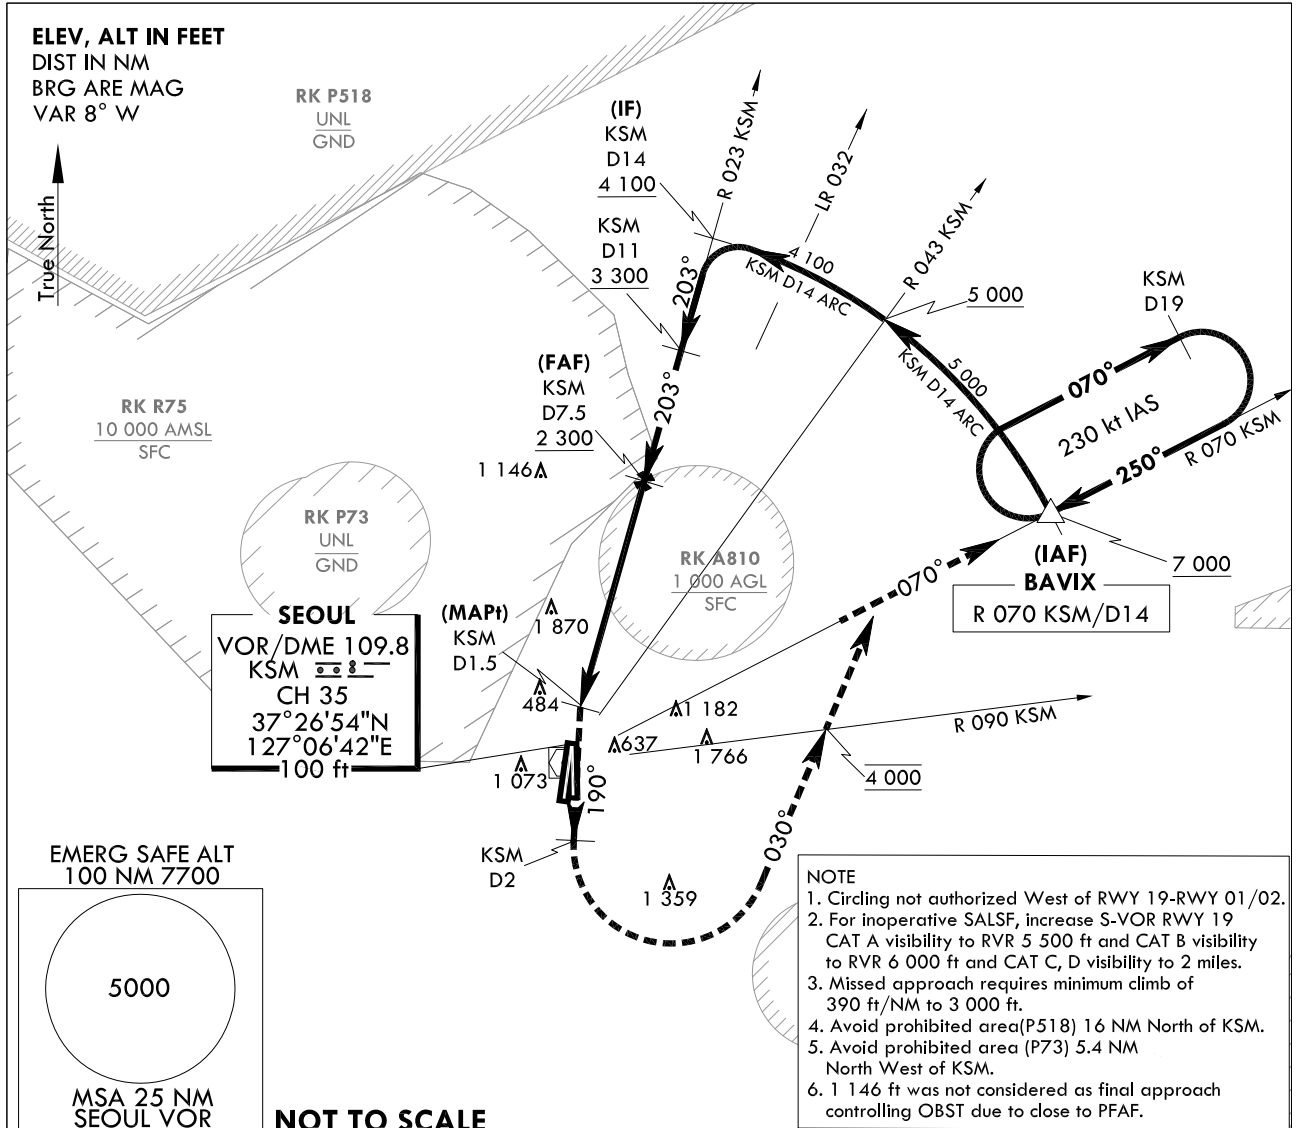 ELEV, ALT IN FEET
DIST IN NM
BRG ARE MAG
VAR 8° W
True North
RK P518
UNL
GND
(IF)
KSM
D14
4 100
R 023 KSM
LR 032
R 043 KSM
KSM
D11
3 300
203°
4 100
KSM D14 ARC
5 000
KSM
D19
5 000
KSM D14 ARC
070°
230 kt IAS
250°
R 070 KSM
(FAF)
KSM
D7.5
2 300
203°
RK R75
10 000 AMSL
SFC
1 146
RK P73
UNL
GND
RK A810
1 000 AGL
SFC
070°
(IAF)
BAVIX
R 070 KSM/D14
7 000
SEOUL
VOR/DME 109.8
KSM
CH 35
37°26'54"N
127°06'42"E
100 ft
(MAPt)
KSM
D1.5
1 870
484
1 182
637
1 766
1 073
R 090 KSM
4 000
190°
030°
KSM
D2
1 359
EMERG SAFE ALT
100 NM 7700
5000
MSA 25 NM
SEOUL VOR
NOT TO SCALE
NOTE
1. Circling not authorized West of RWY 19-RWY 01/02.
2. For inoperative SALSF, increase S-VOR RWY 19
CAT A visibility to RVR 5 500 ft and CAT B visibility
to RVR 6 000 ft and CAT C, D visibility to 2 miles.
3. Missed approach requires minimum climb of
390 ft/NM to 3 000 ft.
4. Avoid prohibited area(P518) 16 NM North of KSM.
5. Avoid prohibited area (P73) 5.4 NM
North West of KSM.
6. 1 146 ft was not considered as final approach
controlling OBST due to close to PFAF.